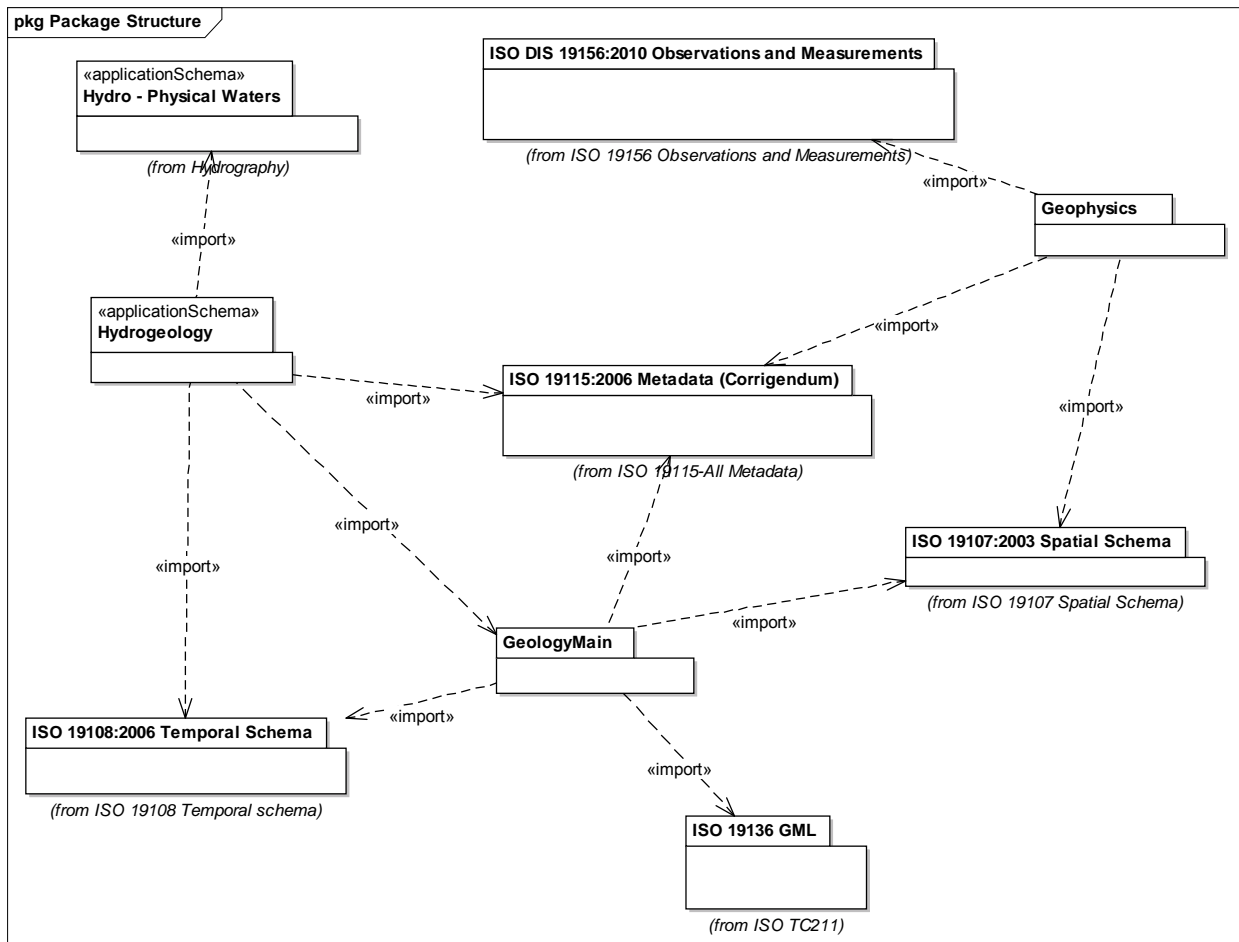 pkg Package Structure
ISO DIS 19156:2010 Observations and Measurements
(from ISO 19156 Observations and Measurements)
«applicationSchema»
Hydro - Physical Waters
(from Hydrography)
«import»
Geophysics
«import»
«applicationSchema»
Hydrogeology
«import»
ISO 19115:2006 Metadata (Corrigendum)
(from ISO 19115-All Metadata)
«import»
«import»
«import»
«import»
«import»
«import»
ISO 19107:2003 Spatial Schema
(from ISO 19107 Spatial Schema)
«import»
GeologyMain
«import»
ISO 19108:2006 Temporal Schema
(from ISO 19108 Temporal schema)
«import»
ISO 19136 GML
(from ISO TC211)